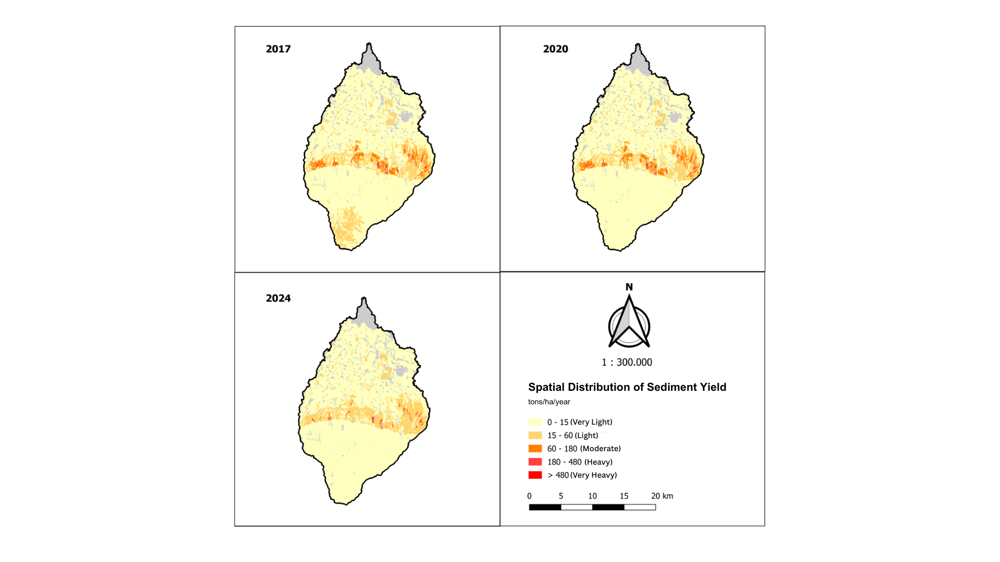 2017
2020
2024
N
1 : 300.000
Spatial Distribution of Sediment Yield
tons/ha/year
0 - 15 (Very Light)
15 - 60 (Light)
60 - 180 (Moderate)
180 - 480 (Heavy)
> 480 (Very Heavy)
0 5 10 15 20 km